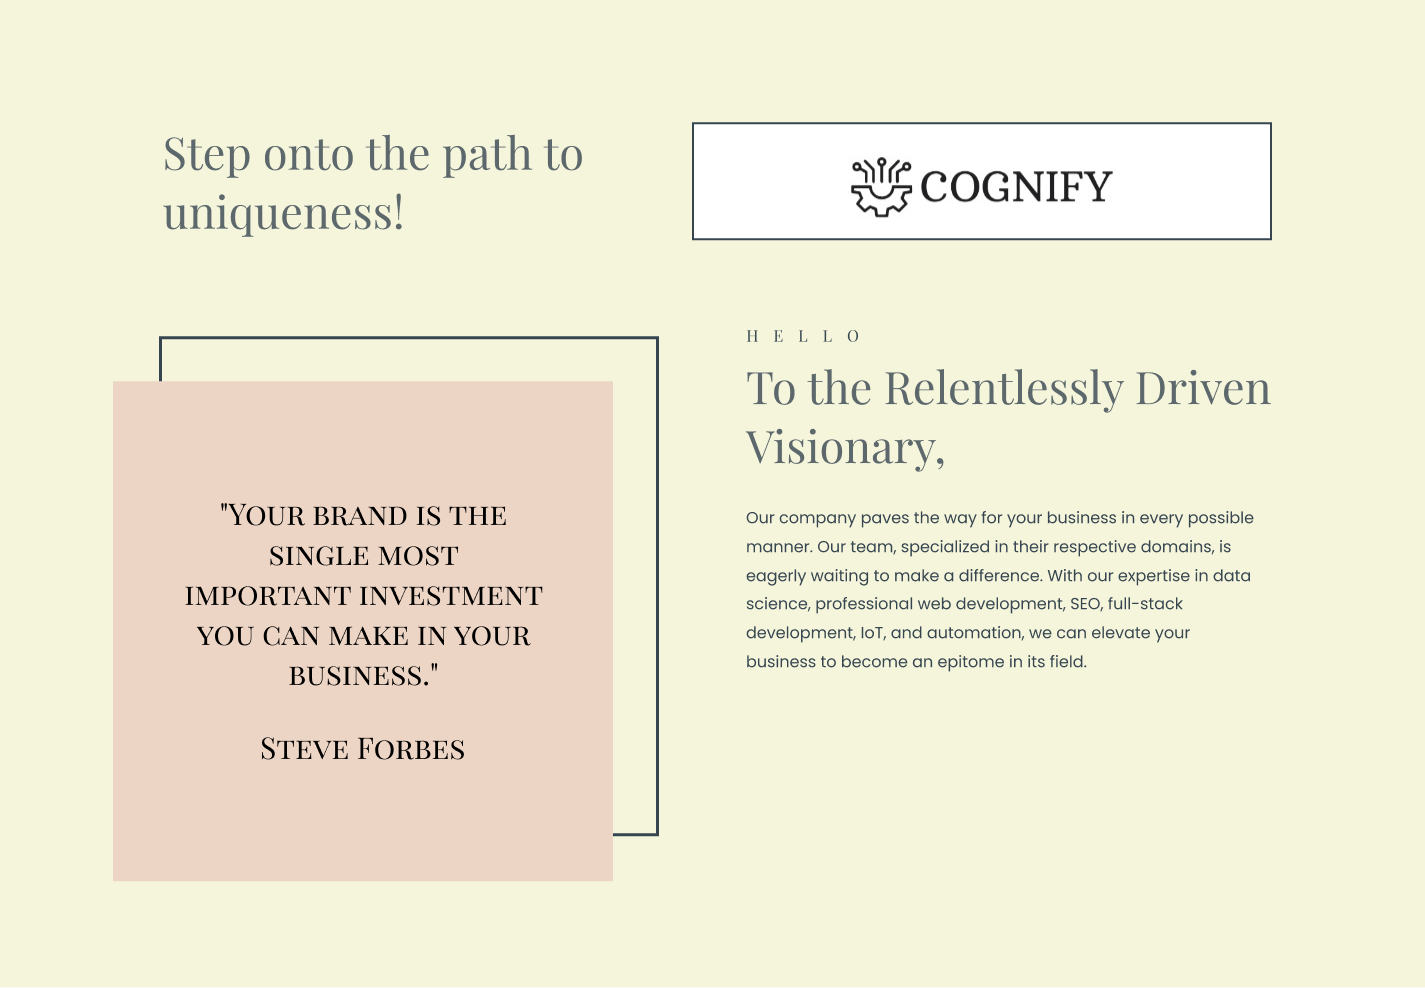 Step onto the path to
uniqueness!
COGNIFY
"Your brand is the
single most
important investment
you can make in your
business."
Steve Forbes
HELLO
To the Relentlessly Driven
Visionary,
Our company paves the way for your business in every possible
manner. Our team, specialized in their respective domains, is
eagerly waiting to make a difference. With our expertise in data
science, professional web development, SEO, full-stack
development, IoT, and automation, we can elevate your
business to become an epitome in its field.